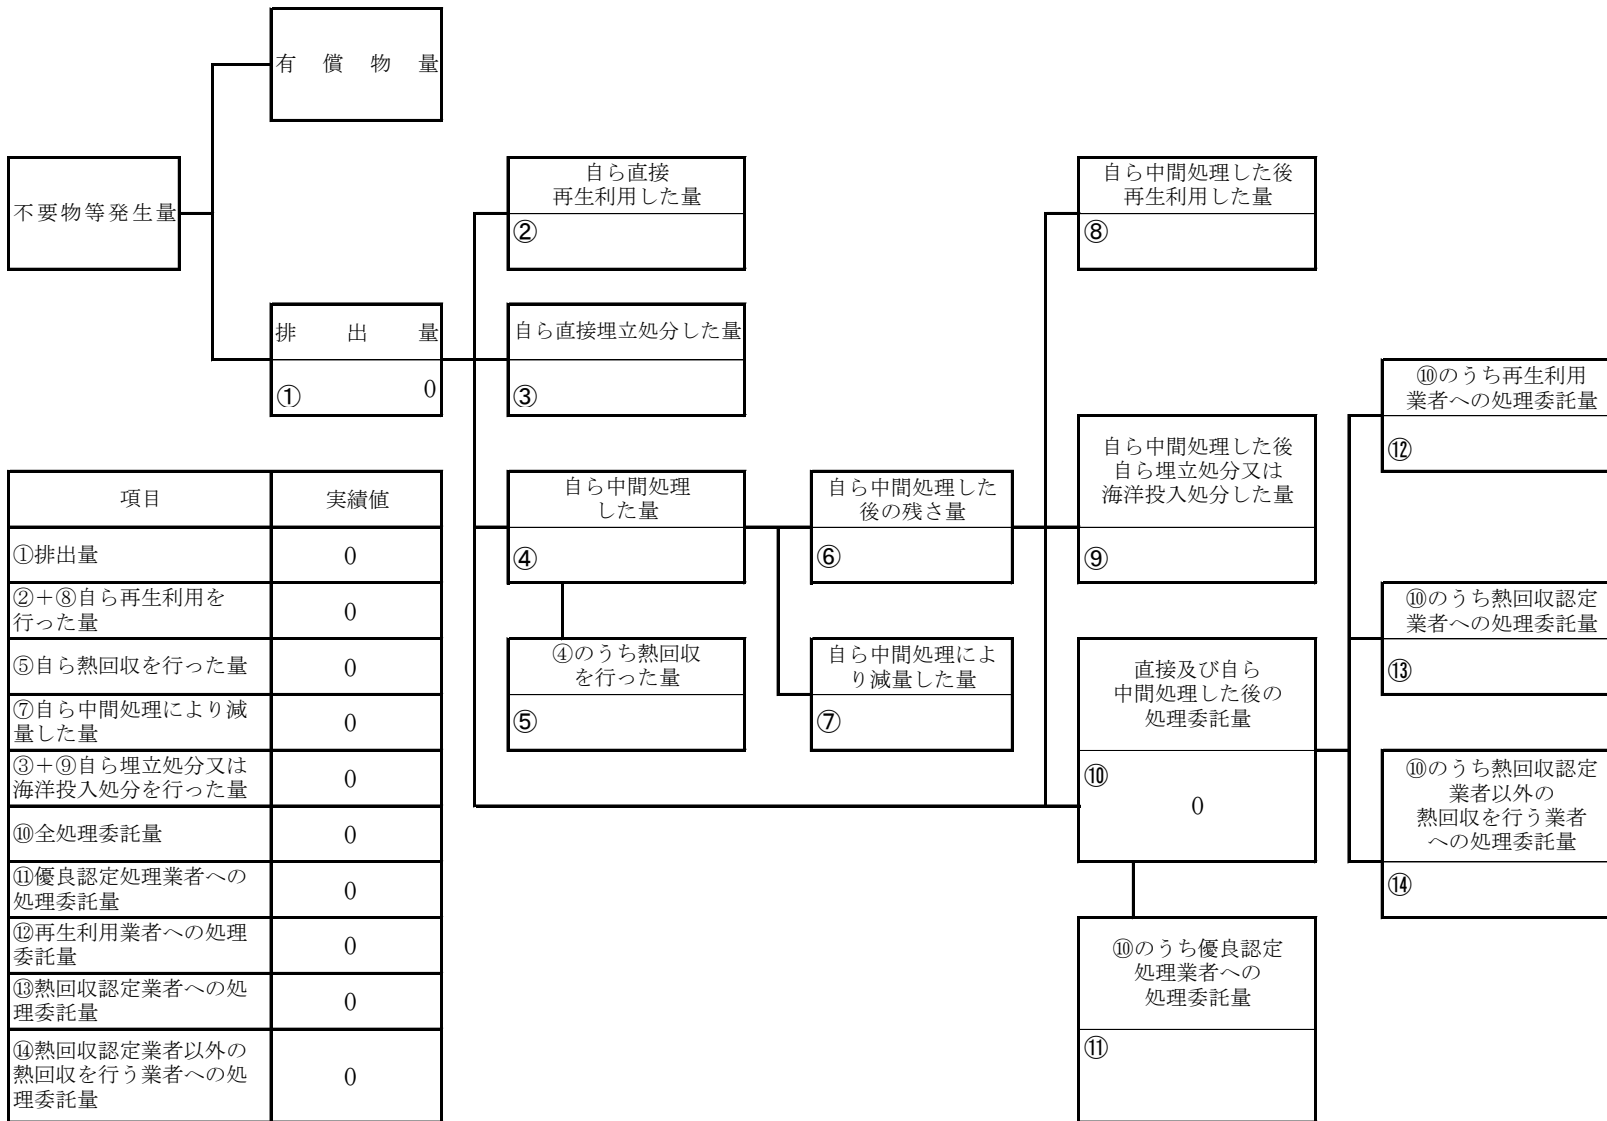 有償物量
不要物等発生量
排出量
①
0
自ら直接
再生利用した量
②
自ら直接埋立処分した量
③
自ら中間処理
した量
④
④のうち熱回収
を行った量
⑤
自ら中間処理した
後の残さ量
⑥
自ら中間処理によ
り減量した量
⑦
自ら中間処理した後
再生利用した量
⑧
自ら中間処理した後
自ら埋立処分又は
海洋投入処分した量
⑨
直接及び自ら
中間処理した後の
処理委託量
⑩
0
⑩のうち優良認定
処理業者への
処理委託量
⑪
⑩のうち再生利用
業者への処理委託量
⑫
⑩のうち熱回収認定
業者への処理委託量
⑬
⑩のうち熱回収認定
業者以外の
熱回収を行う業者
への処理委託量
⑭
項目 実績値
①排出量 0
②+⑧自ら再生利用を
行った量 0
⑤自ら熱回収を行った量 0
⑦自ら中間処理により減
量した量 0
③+⑨自ら埋立処分又は
海洋投入処分を行った量 0
⑩全処理委託量 0
⑪優良認定処理業者への
処理委託量 0
⑫再生利用業者への処理
委託量 0
⑬熱回収認定業者への処
理委託量 0
⑭熱回収認定業者以外の
熱回収を行う業者への処
理委託量 0